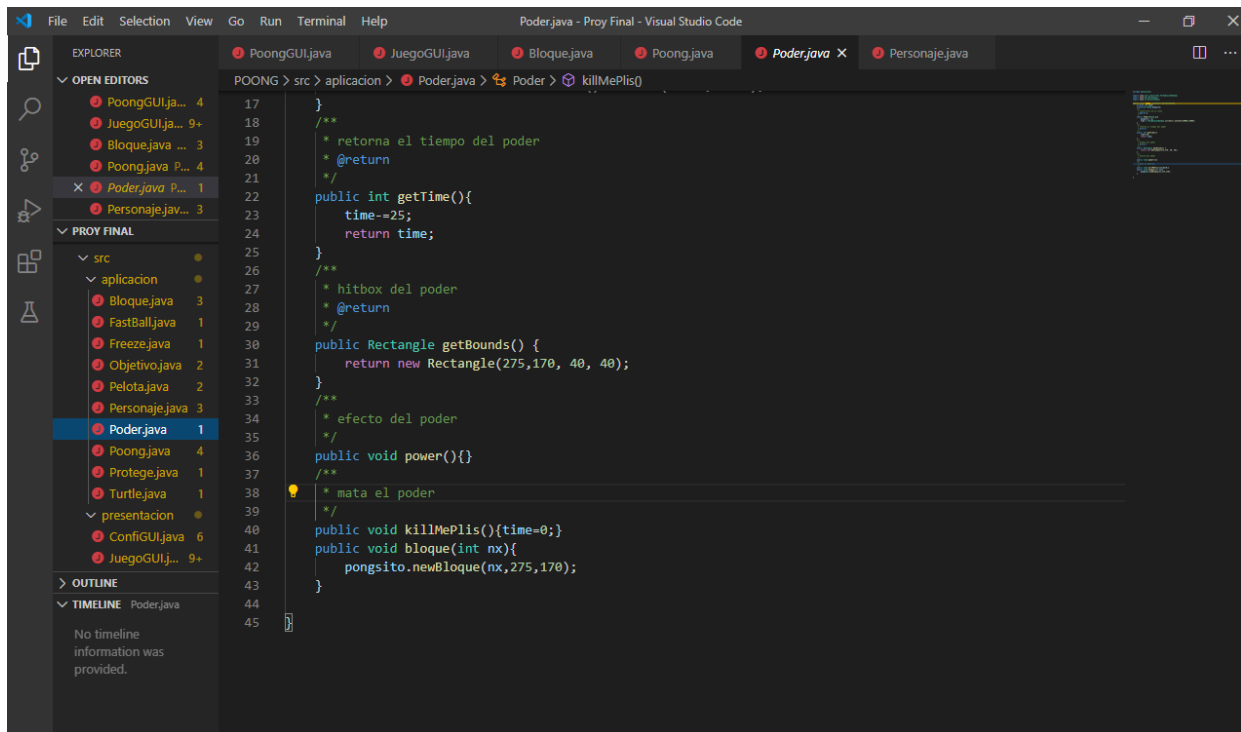 File Edit Selection View Go Run Terminal Help Poder.java - Proy Final - Visual Studio Code
EXPLORER
OPEN EDITORS
PoongGUI.ja... 4
JuegoGUI.ja... 9+
Bloque.java ... 3
Poong.java P... 4
Poder.java P... 1
Personaje.jav... 3
PROY FINAL
src
aplicacion
Bloque.java 3
FastBall.java 1
Freeze.java 1
Objetivo.java 2
Pelota.java 2
Personaje.java 3
Poder.java 1
Poong.java 4
Protege.java 1
Turtle.java 1
presentacion
ConfiGUI.java 6
JuegoGUI.j... 9+
OUTLINE
TIMELINE Poder.java
No timeline
information was
provided.
PoongGUI.java JuegoGUI.java Bloque.java Poong.java Poder.java Personaje.java
POONG > src > aplicacion > Poder.java > Poder > killMePlis()
17 }
18 /**
19 * retorna el tiempo del poder
20 * @return
21 */
22 public int getTime(){
23 time-=25;
24 return time;
25 }
26 /**
27 * hitbox del poder
28 * @return
29 */
30 public Rectangle getBounds() {
31 return new Rectangle(275,170, 40, 40);
32 }
33 /**
34 * efecto del poder
35 */
36 public void power(){}
37 /**
38 * mata el poder
39 */
40 public void killMePlis(){time=0;}
41 public void bloque(int nx){
42 pongsito.newBloque(nx,275,170);
43 }
44
45 }